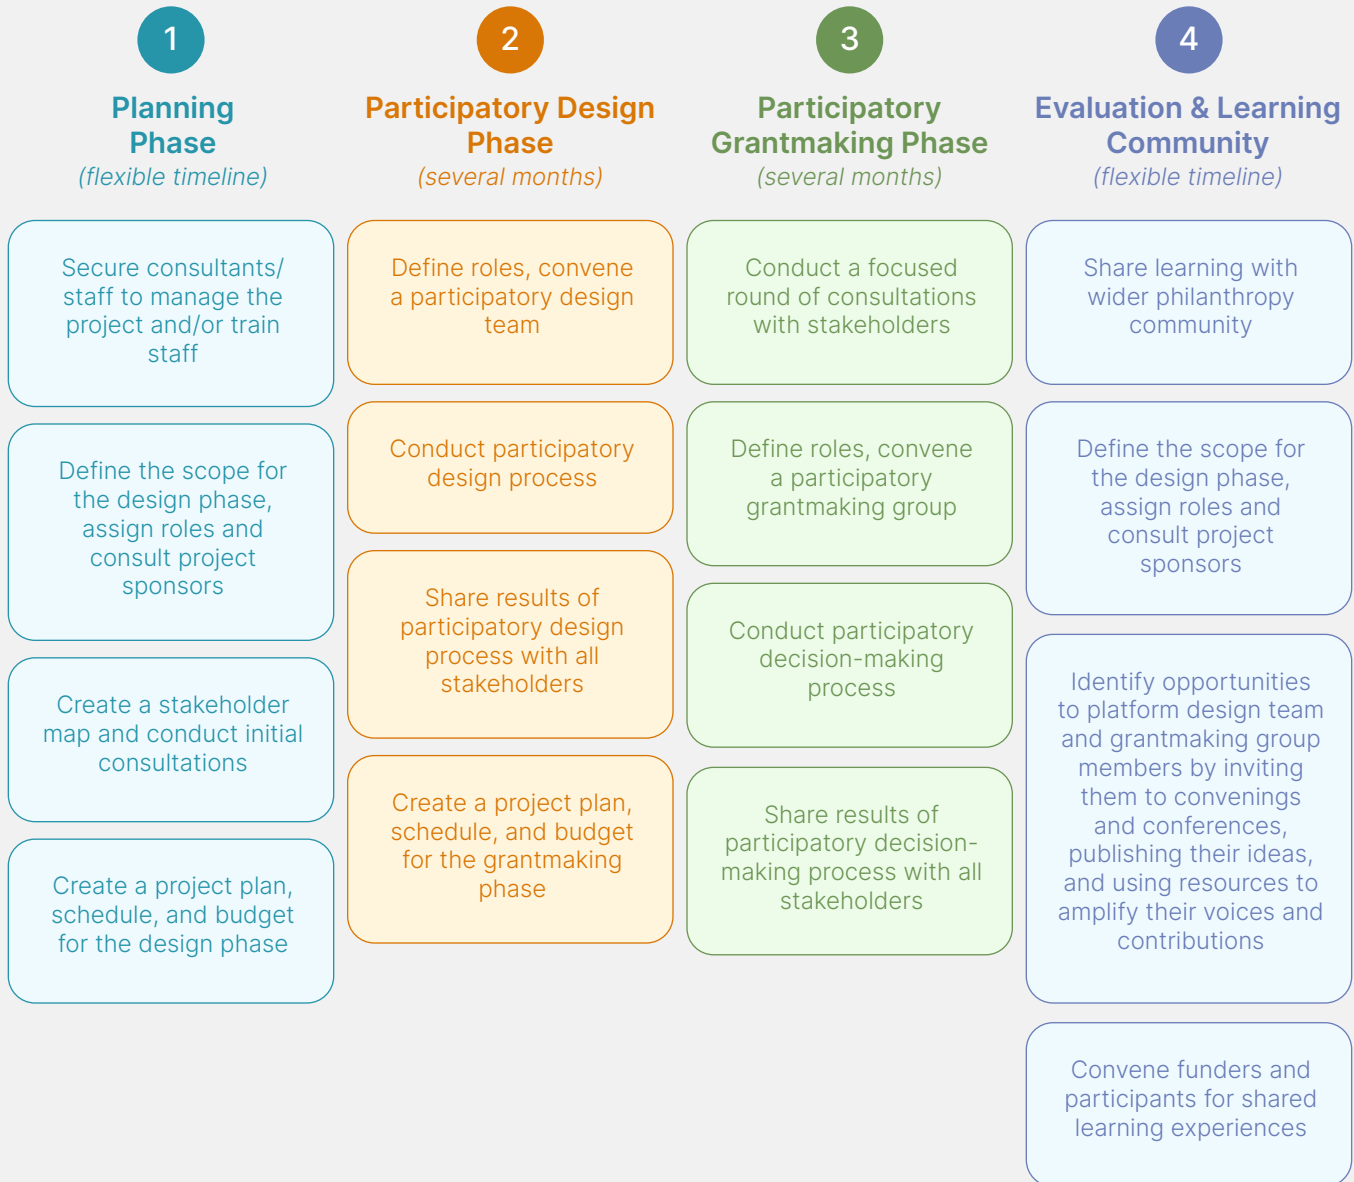 1
Planning
Phase
(flexible timeline)
Secure consultants/
staff to manage the
project and/or train
staff
Define the scope for
the design phase,
assign roles and
consult project
sponsors
Create a stakeholder
map and conduct initial
consultations
Create a project plan,
schedule, and budget
for the design phase
2
Participatory Design
Phase
(several months)
Define roles, convene
a participatory design
team
Conduct participatory
design process
Share results of
participatory design
process with all
stakeholders
Create a project plan,
schedule, and budget
for the grantmaking
phase
3
Participatory
Grantmaking Phase
(several months)
Conduct a focused
round of consultations
with stakeholders
Define roles, convene
a participatory
grantmaking group
Conduct participatory
decision-making
process
Share results of
participatory decision-
making process with all
stakeholders
4
Evaluation & Learning
Community
(flexible timeline)
Share learning with
wider philanthropy
community
Define the scope for
the design phase,
assign roles and
consult project
sponsors
Identify opportunities
to platform design team
and grantmaking group
members by inviting
them to convenings
and conferences,
publishing their ideas,
and using resources to
amplify their voices and
contributions
Convene funders and
participants for shared
learning experiences